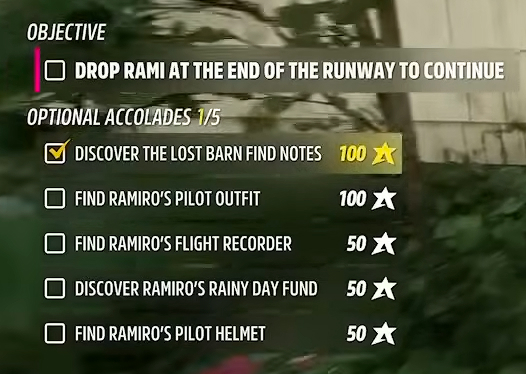 OBJECTIVE
DROP RAMI AT THE END OF THE RUNWAY TO CONTINUE
OPTIONAL ACCOLADES 1/5
DISCOVER THE LOST BARN FIND NOTES 100
FIND RAMIRO'S PILOT OUTFIT 100
FIND RAMIRO'S FLIGHT RECORDER 50
DISCOVER RAMIRO'S RAINY DAY FUND 50
FIND RAMIRO'S PILOT HELMET 50